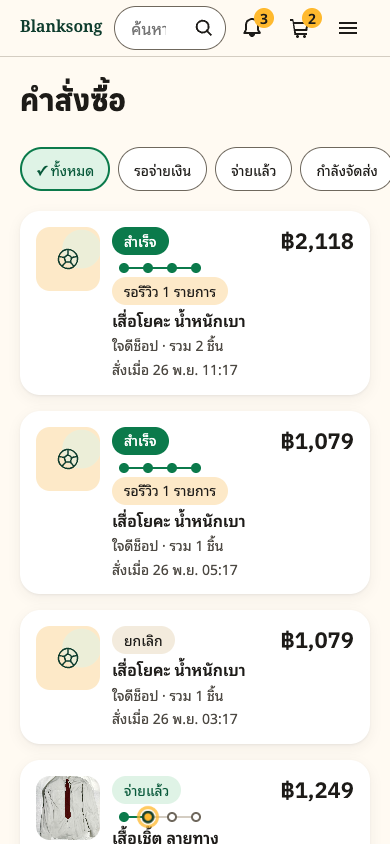 Blanksong
ค้นหา
3
2
คำสั่งซื้อ
✓ ทั้งหมด
รอจ่ายเงิน
จ่ายแล้ว
กำลังจัดส่ง
สำเร็จ
฿2,118
รอรีวิว 1 รายการ
เสื่อโยคะ น้ำหนักเบา
ใจดีช็อป · รวม 2 ชิ้น
สั่งเมื่อ 26 พ.ย. 11:17
สำเร็จ
฿1,079
รอรีวิว 1 รายการ
เสื่อโยคะ น้ำหนักเบา
ใจดีช็อป · รวม 1 ชิ้น
สั่งเมื่อ 26 พ.ย. 05:17
ยกเลิก
฿1,079
เสื่อโยคะ น้ำหนักเบา
ใจดีช็อป · รวม 1 ชิ้น
สั่งเมื่อ 26 พ.ย. 03:17
จ่ายแล้ว
฿1,249
เสื้อเชิ้ต ลายทาง